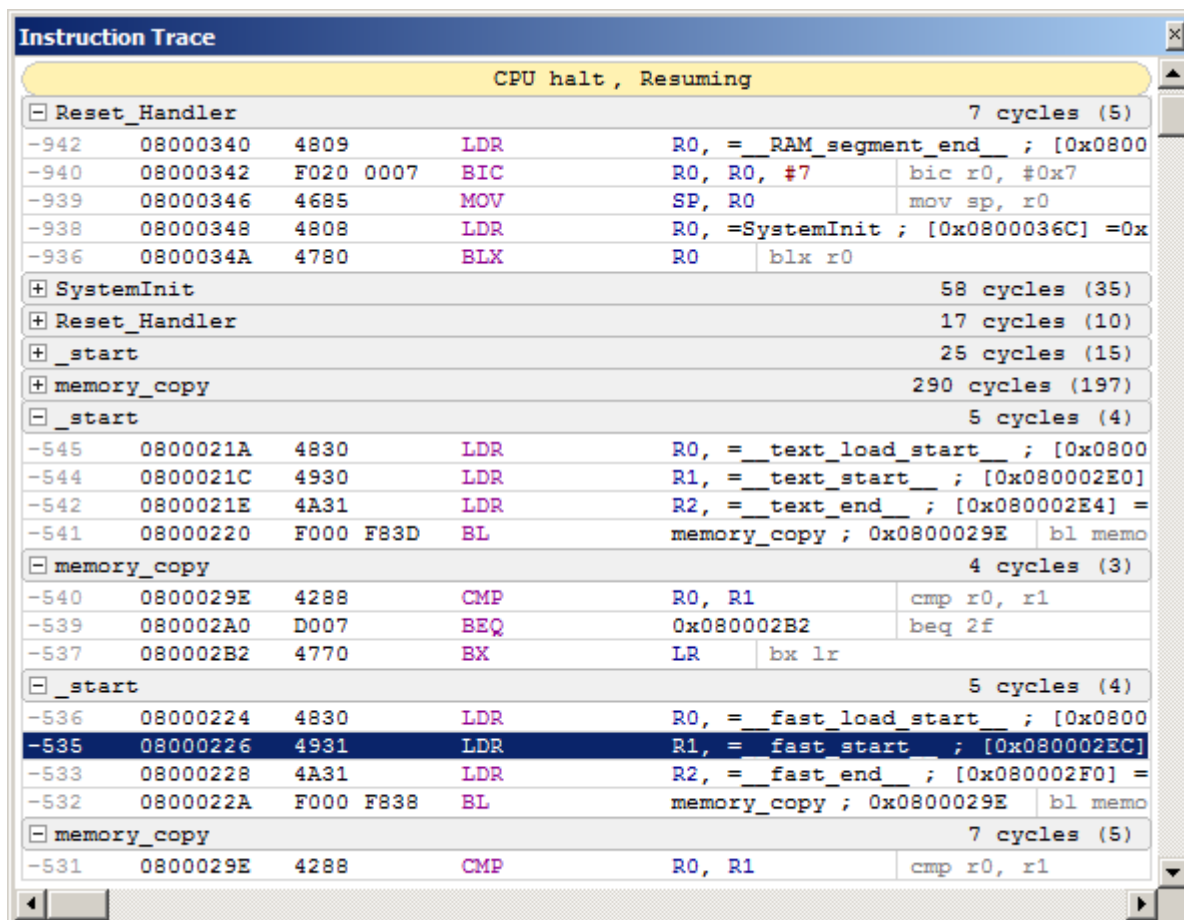 Instruction Trace
CPU halt , Resuming
Reset_Handler 7 cycles (5)
-942 08000340 4809 LDR R0, =__RAM_segment_end__ ; [0x0800
-940 08000342 F020 0007 BIC R0, R0, #7 bic r0, #0x7
-939 08000346 4685 MOV SP, R0 mov sp, r0
-938 08000348 4808 LDR R0, =SystemInit ; [0x0800036C] =0x
-936 0800034A 4780 BLX R0 blx r0
SystemInit 58 cycles (35)
Reset_Handler 17 cycles (10)
_start 25 cycles (15)
memory_copy 290 cycles (197)
_start 5 cycles (4)
-545 0800021A 4830 LDR R0, =__text_load_start__ ; [0x0800
-544 0800021C 4930 LDR R1, =__text_start__ ; [0x080002E0]
-542 0800021E 4A31 LDR R2, =__text_end__ ; [0x080002E4] =
-541 08000220 F000 F83D BL memory_copy ; 0x0800029E bl memo
memory_copy 4 cycles (3)
-540 0800029E 4288 CMP R0, R1 cmp r0, r1
-539 080002A0 D007 BEQ 0x080002B2 beq 2f
-537 080002B2 4770 BX LR bx lr
_start 5 cycles (4)
-536 08000224 4830 LDR R0, =__fast_load_start__ ; [0x0800
-535 08000226 4931 LDR R1, =__fast_start__ ; [0x080002EC]
-533 08000228 4A31 LDR R2, =__fast_end__ ; [0x080002F0] =
-532 0800022A F000 F838 BL memory_copy ; 0x0800029E bl memo
memory_copy 7 cycles (5)
-531 0800029E 4288 CMP R0, R1 cmp r0, r1